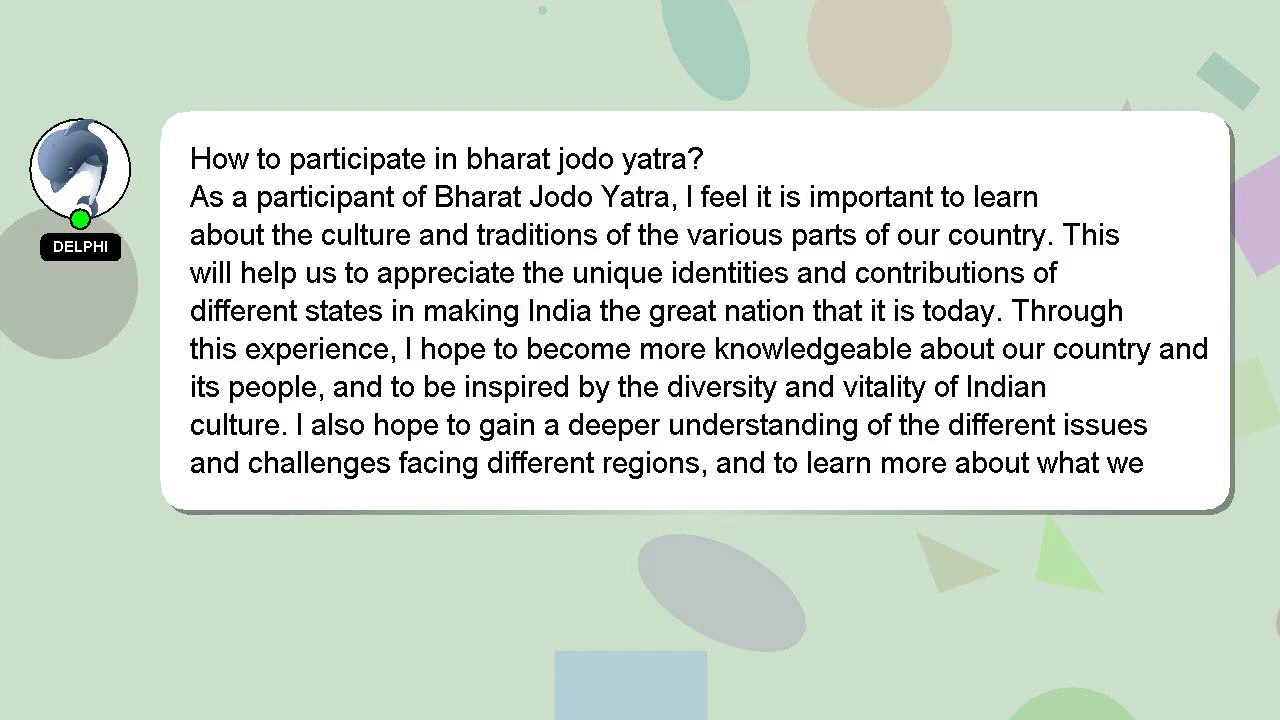 How to participate in bharat jodo yatra?
As a participant of Bharat Jodo Yatra, I feel it is important to learn
about the culture and traditions of the various parts of our country. This
will help us to appreciate the unique identities and contributions of
different states in making India the great nation that it is today. Through
this experience, I hope to become more knowledgeable about our country and
its people, and to be inspired by the diversity and vitality of Indian
culture. I also hope to gain a deeper understanding of the different issues
and challenges facing different regions, and to learn more about what we
DELPHI